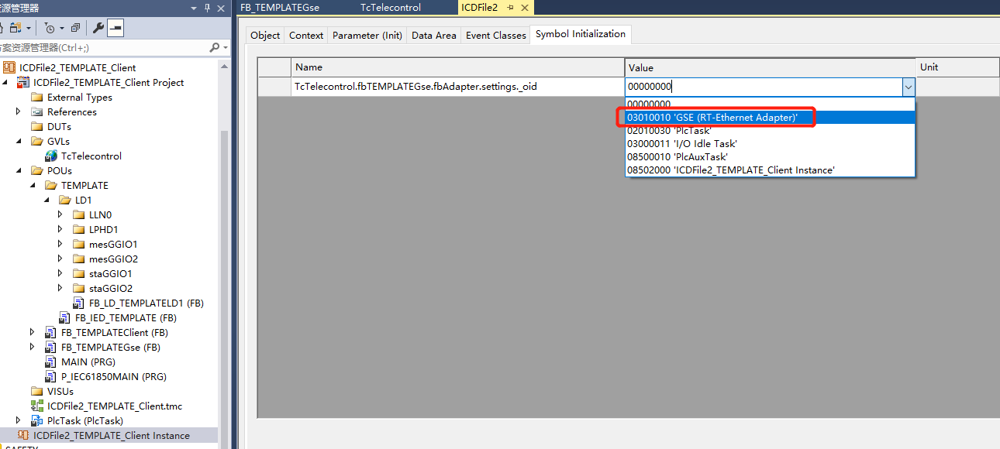 资源管理器
FB_TEMPLATEGse
TcTelecontrol
ICDFile2
案资源管理器(Ctrl+;)
Object
Context
Parameter (Init)
Data Area
Event Classes
Symbol Initialization
Name
Value
Unit
TcTelecontrol.fbTEMPLATEGse.fbAdapter.settings._oid
00000000
00000000
03010010 'GSE (RT-Ethernet Adapter)'
02010030 'PlcTask'
03000011 'I/O Idle Task'
08500010 'PlcAuxTask'
08502000 'ICDFile2_TEMPLATE_Client Instance'
ICDFile2_TEMPLATE_Client
ICDFile2_TEMPLATE_Client Project
External Types
References
DUTs
GVLs
TcTelecontrol
POUs
TEMPLATE
LD1
LLN0
LPHD1
mesGGIO1
mesGGIO2
staGGIO1
staGGIO2
FB_LD_TEMPLATELD1 (FB)
FB_IED_TEMPLATE (FB)
FB_TEMPLATEClient (FB)
FB_TEMPLATEGse (FB)
MAIN (PRG)
P_IEC61850MAIN (PRG)
VISUs
ICDFile2_TEMPLATE_Client.tmc
PlcTask (PlcTask)
ICDFile2_TEMPLATE_Client Instance
SAFETY